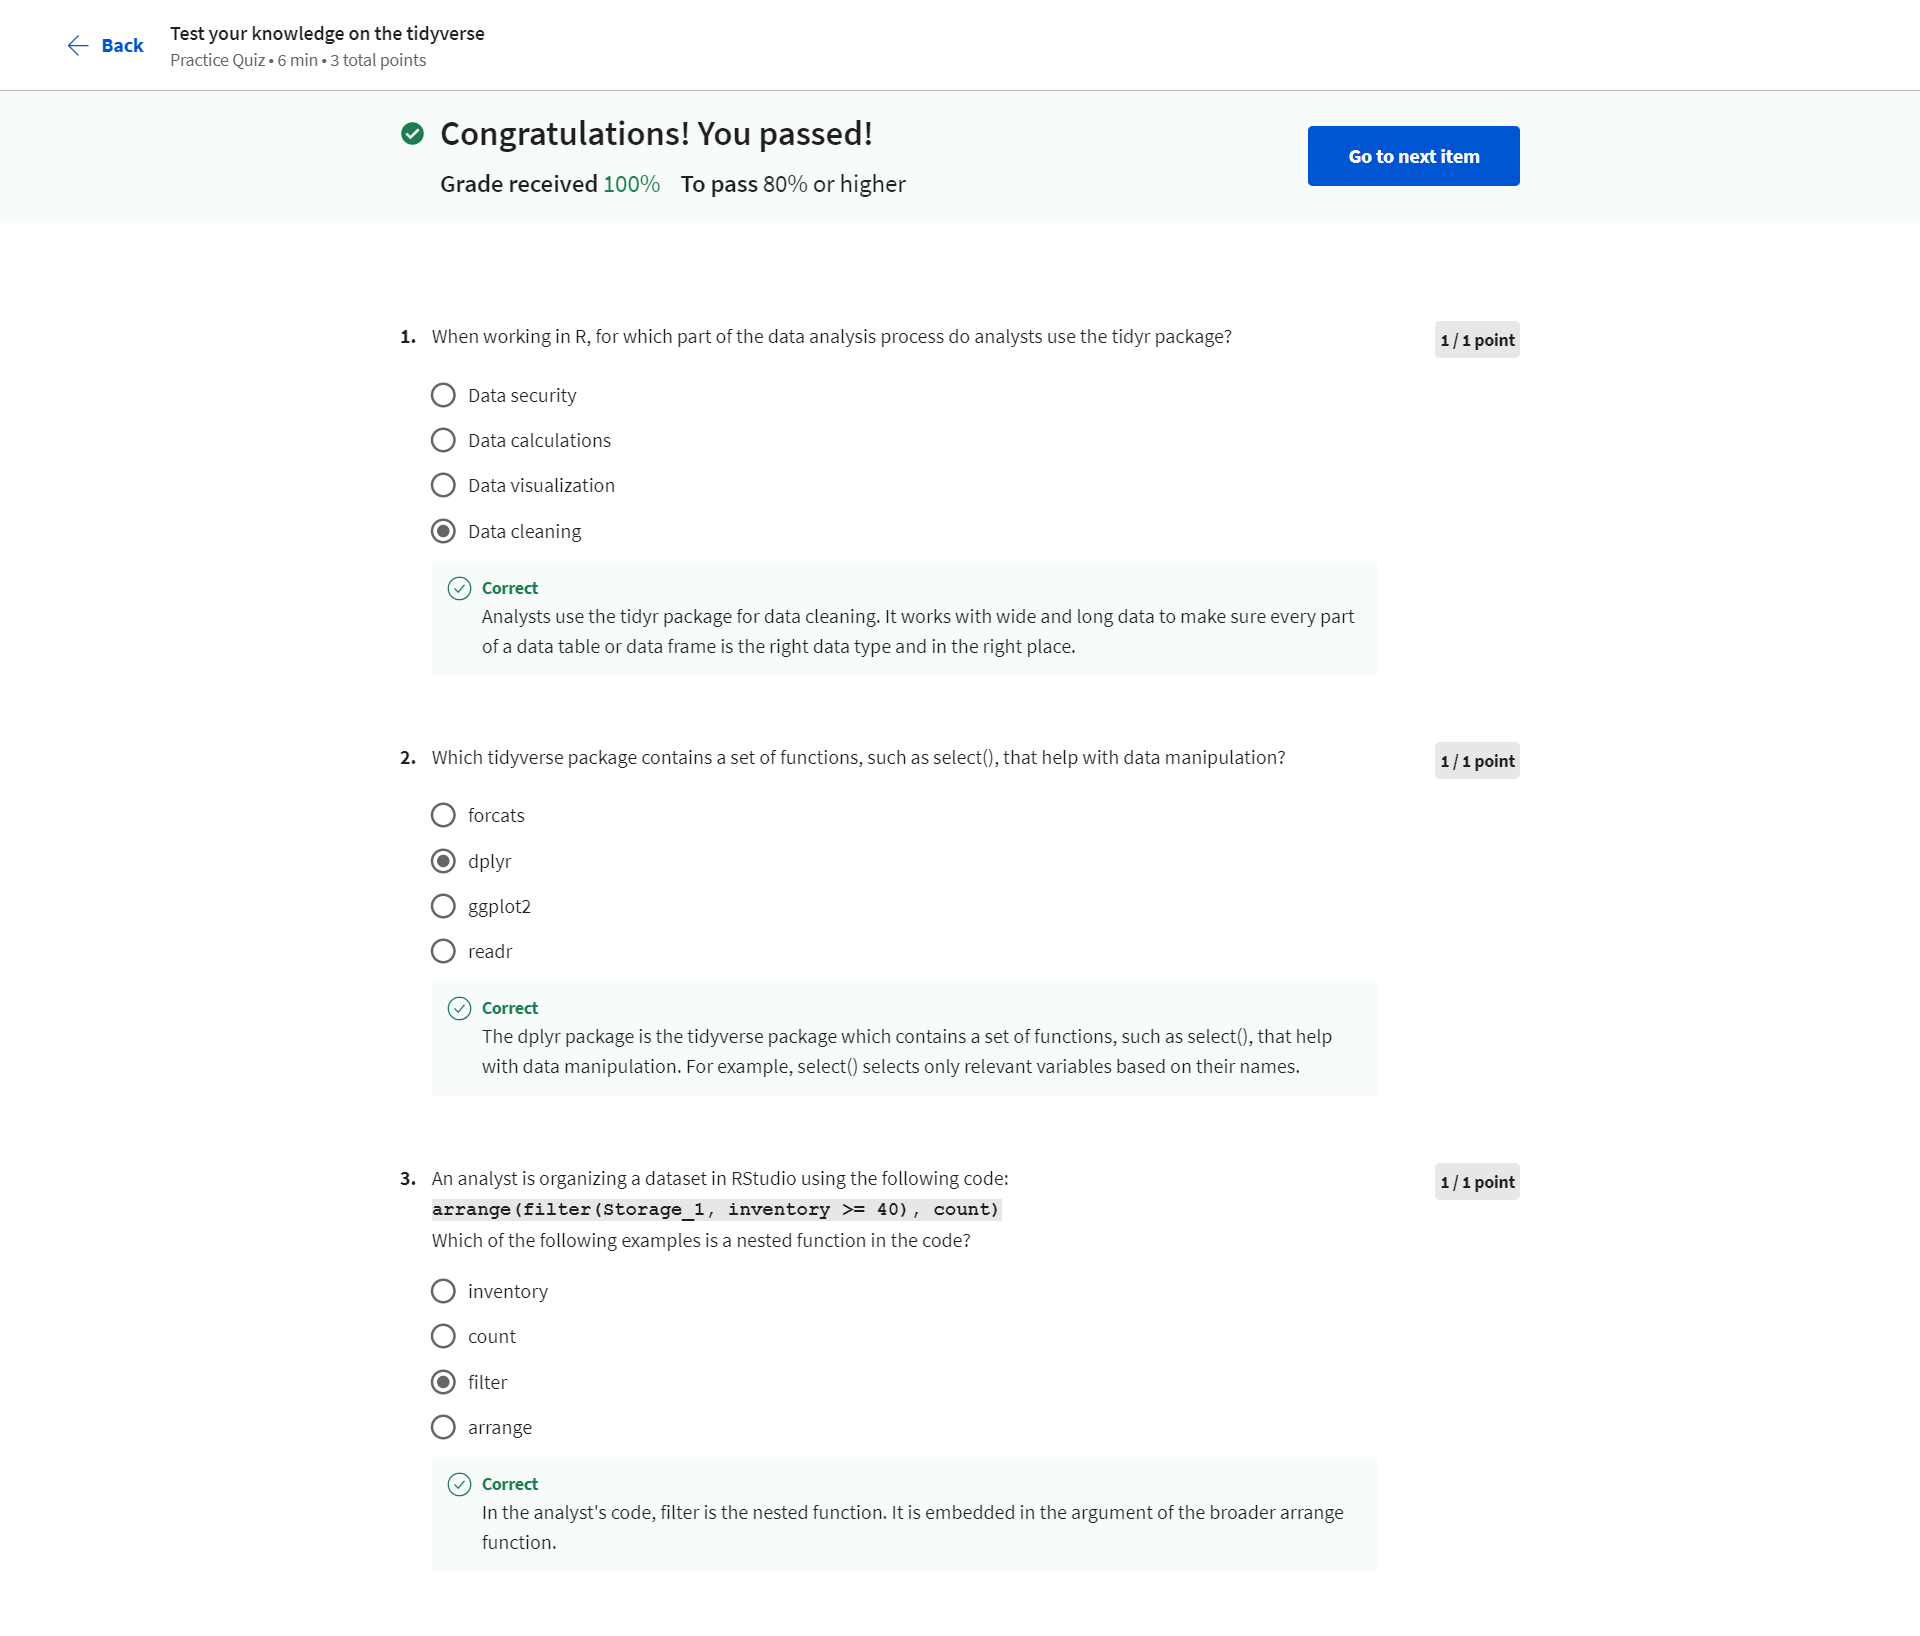 Back
Test your knowledge on the tidyverse
Practice Quiz • 6 min • 3 total points
Congratulations! You passed!
Grade received 100% To pass 80% or higher
Go to next item
1. When working in R, for which part of the data analysis process do analysts use the tidyr package?
1 / 1 point
Data security
Data calculations
Data visualization
Data cleaning
Correct
Analysts use the tidyr package for data cleaning. It works with wide and long data to make sure every part
of a data table or data frame is the right data type and in the right place.
2. Which tidyverse package contains a set of functions, such as select(), that help with data manipulation?
1 / 1 point
forcats
dplyr
ggplot2
readr
Correct
The dplyr package is the tidyverse package which contains a set of functions, such as select(), that help
with data manipulation. For example, select() selects only relevant variables based on their names.
3. An analyst is organizing a dataset in RStudio using the following code:
1 / 1 point
arrange(filter(Storage_1, inventory >= 40), count)
Which of the following examples is a nested function in the code?
inventory
count
filter
arrange
Correct
In the analyst's code, filter is the nested function. It is embedded in the argument of the broader arrange
function.